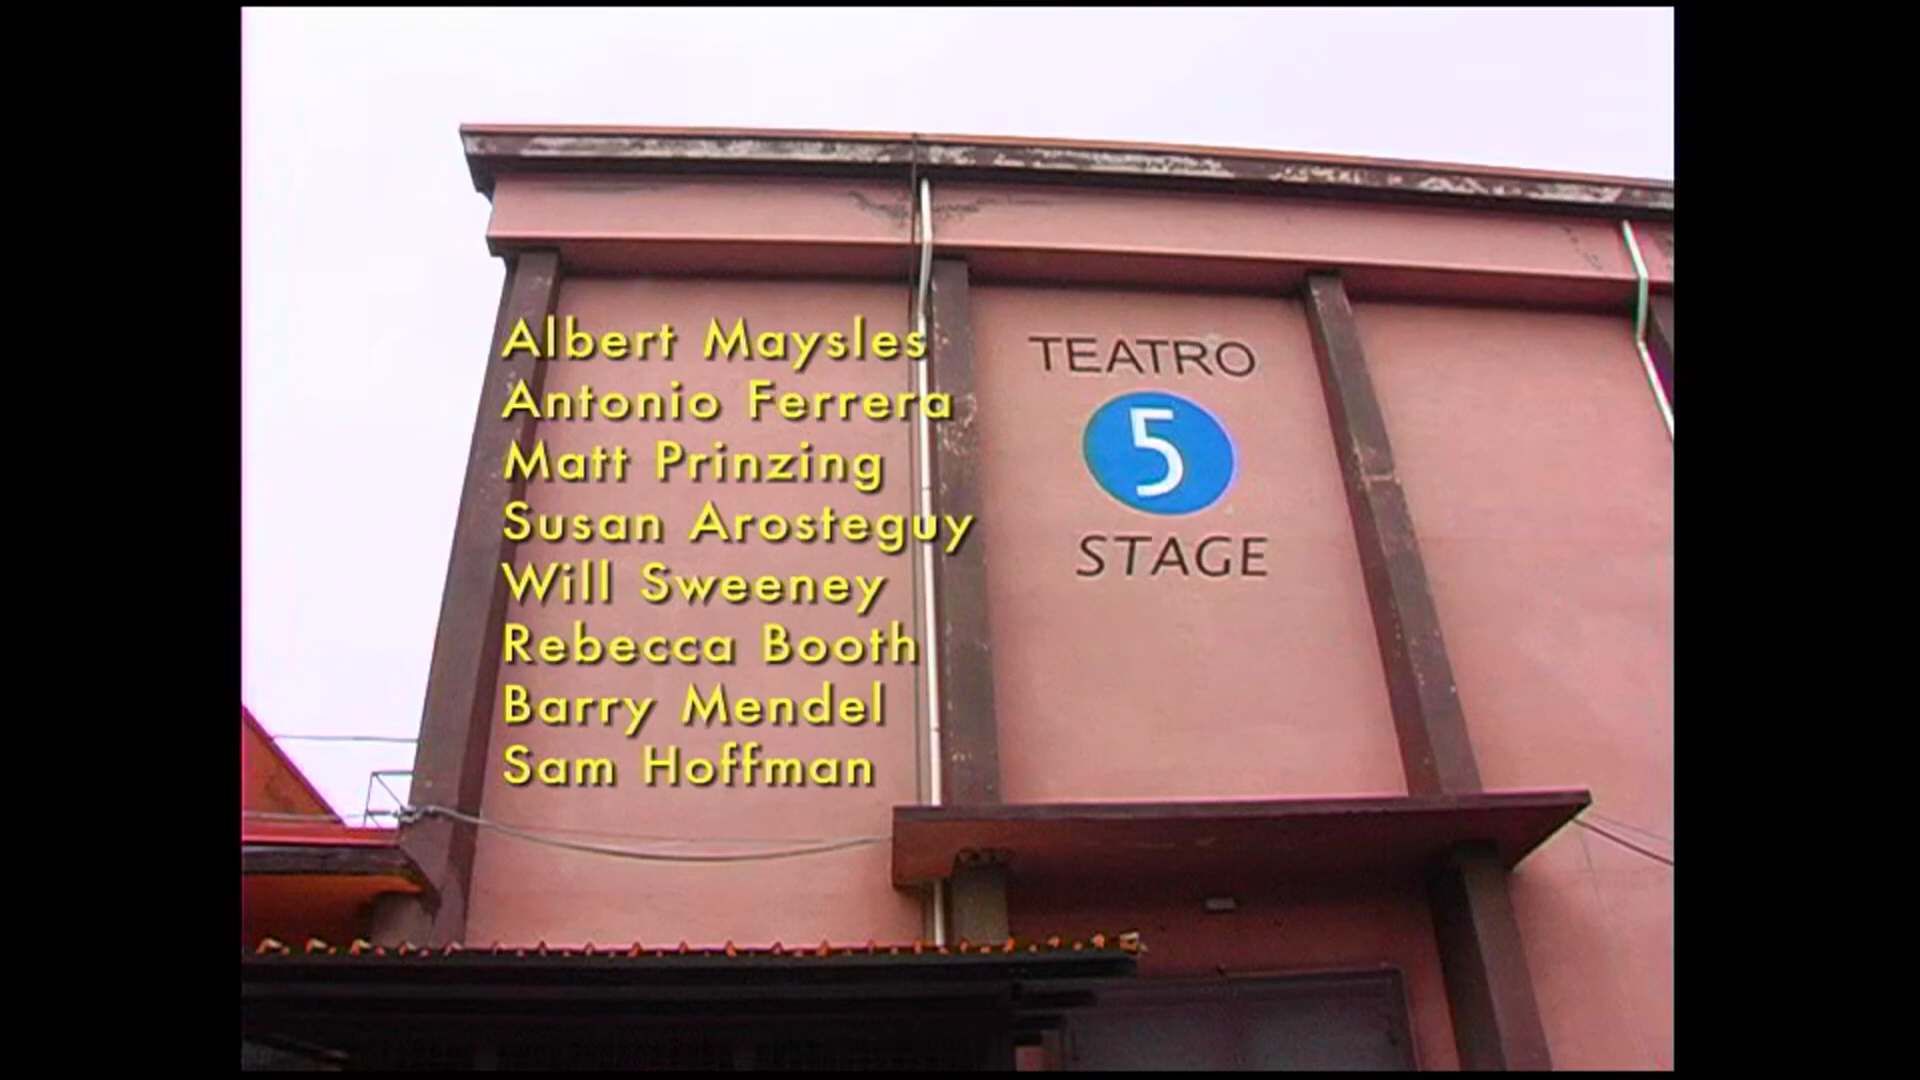 Albert Maysles
Antonio Ferrera
Matt Prinzing
Susan Arosteguy
Will Sweeney
Rebecca Booth
Barry Mendel
Sam Hoffman
TEATRO
5
STAGE